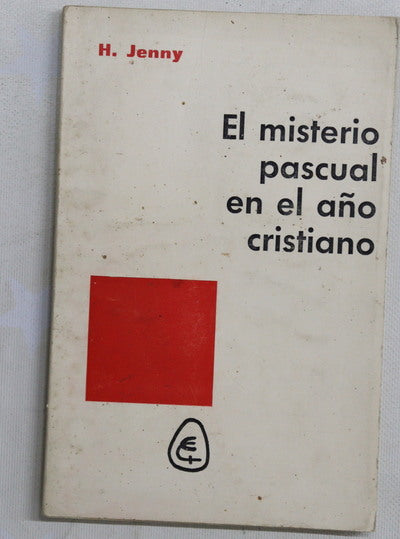 H. Jenny
El misterio
pascual
en el año
cristiano